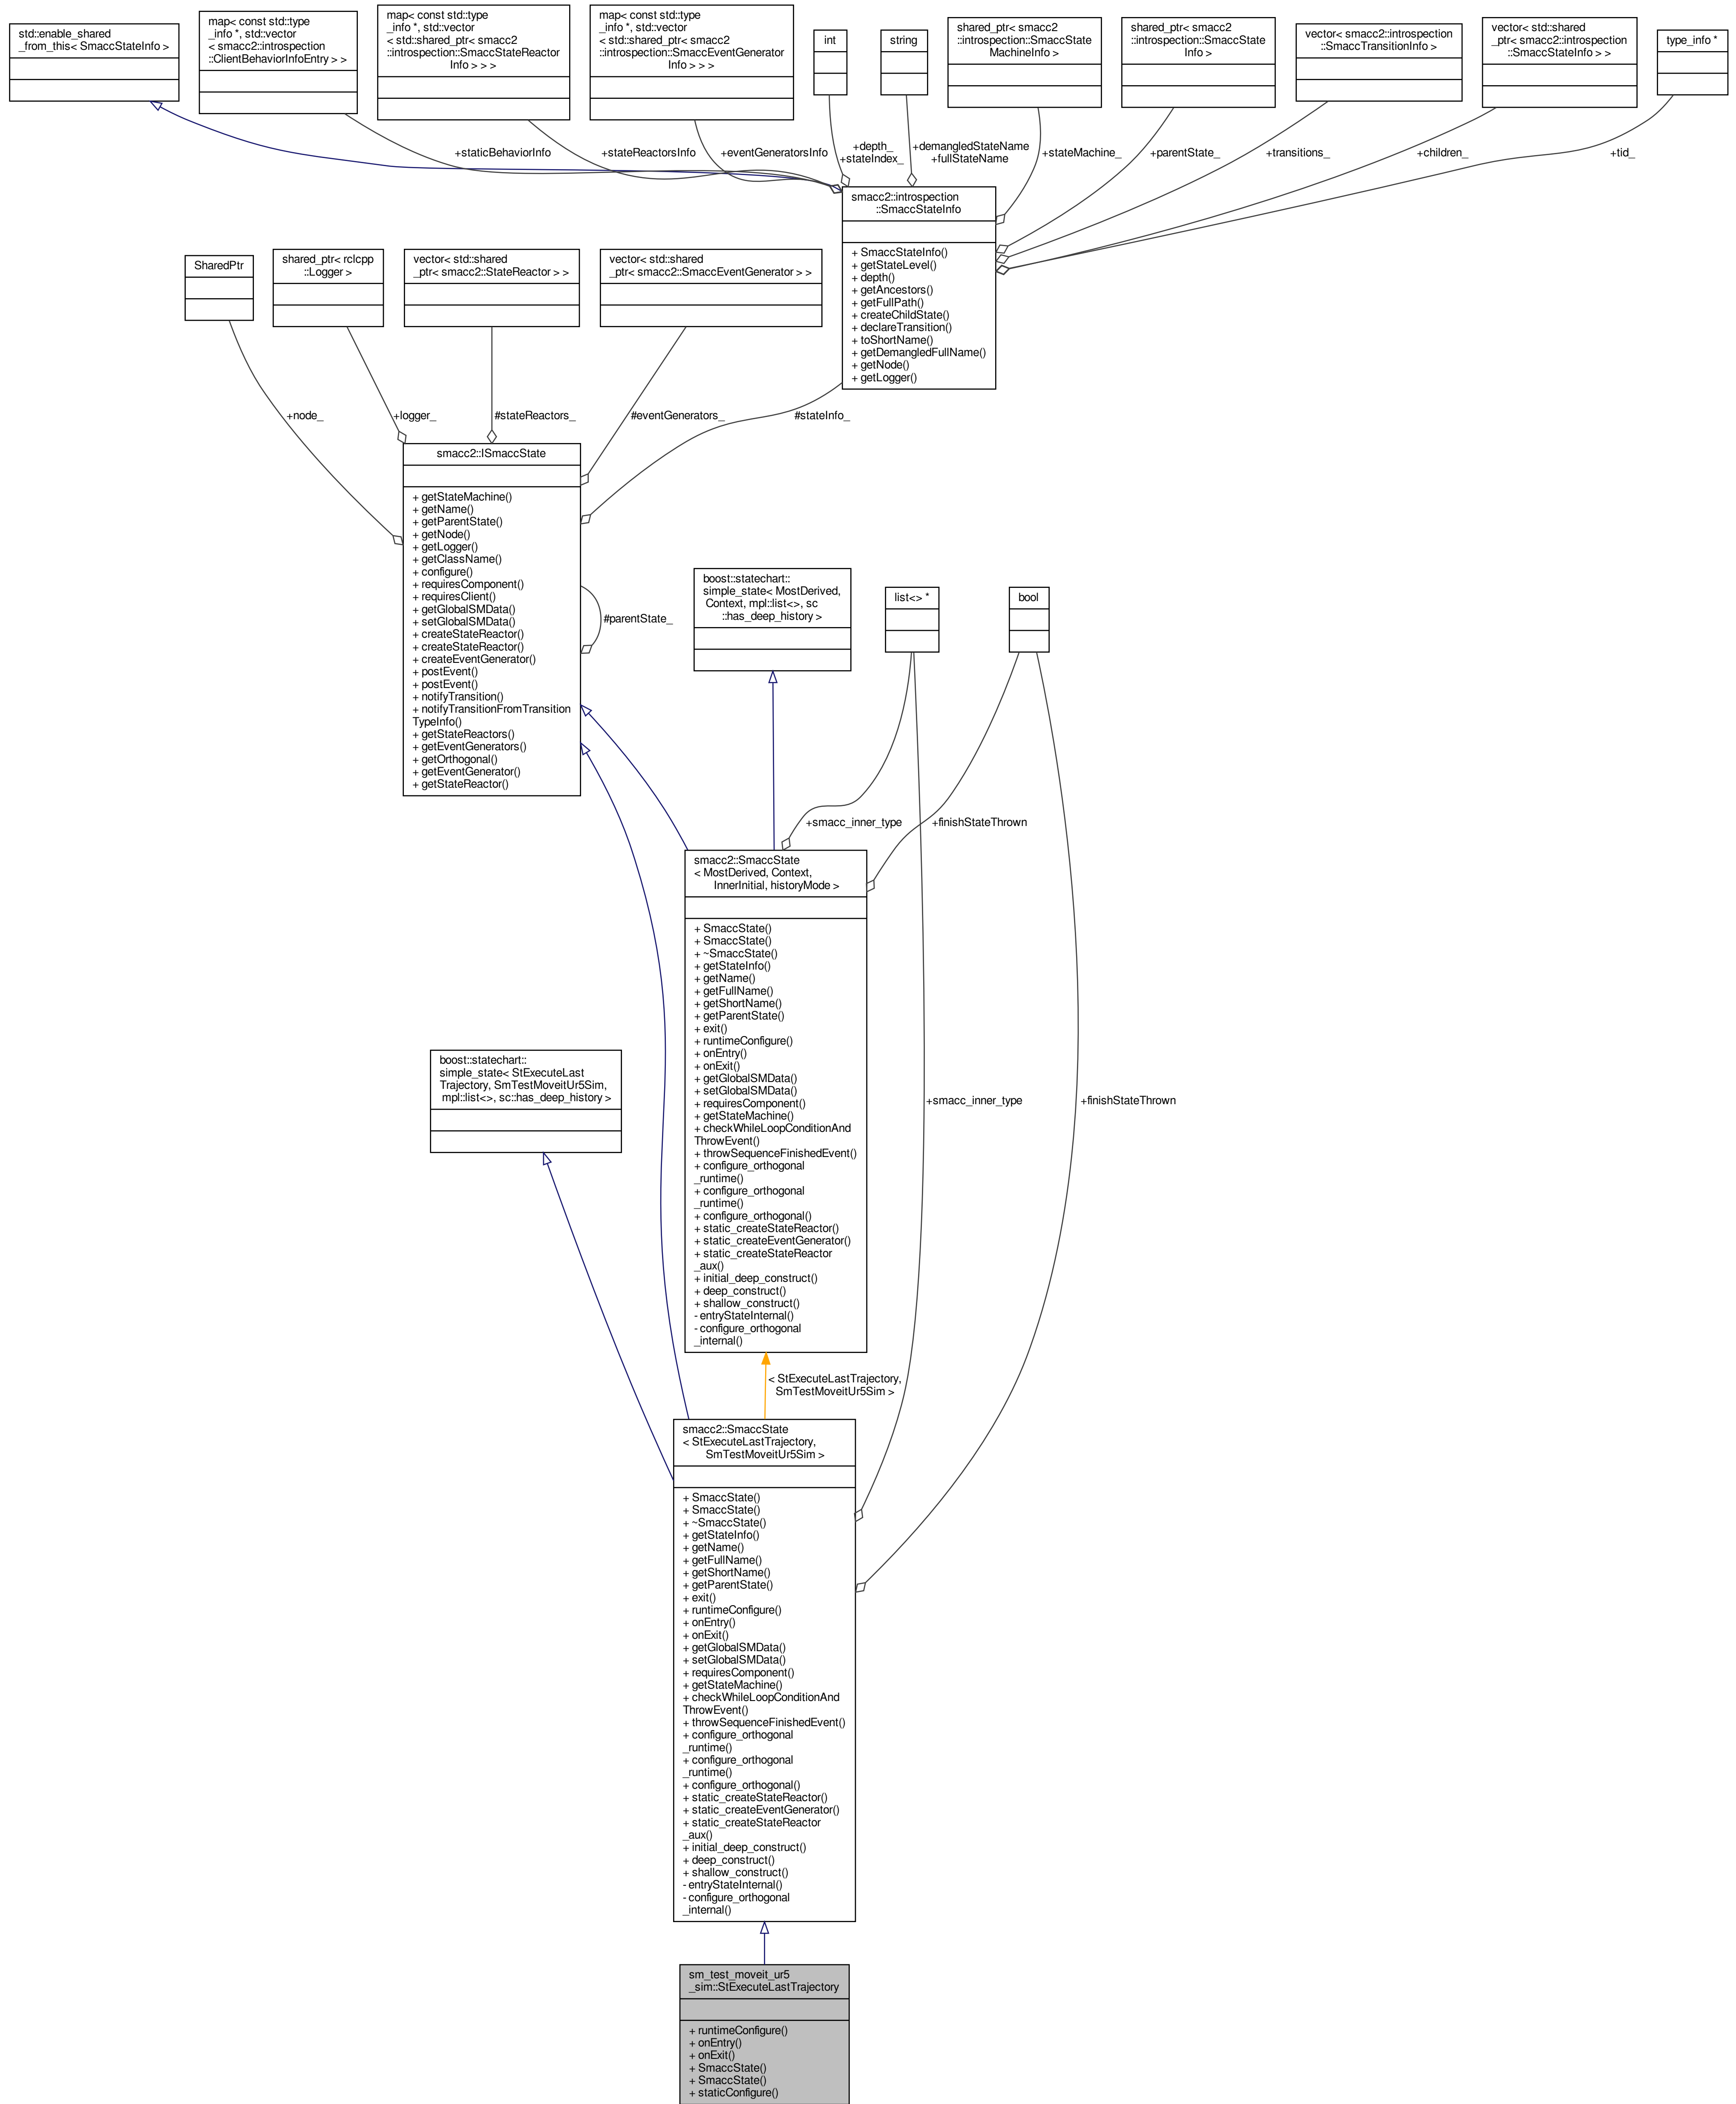 std::enable_shared
_from_this< SmaccStateInfo >
map< const std::type
_info *, std::vector
< smacc2::introspection
::ClientBehaviorInfoEntry > >
map< const std::type
_info *, std::vector
< std::shared_ptr< smacc2
::introspection::SmaccStateReactor
Info > > >
map< const std::type
_info *, std::vector
< std::shared_ptr< smacc2
::introspection::SmaccEventGenerator
Info > > >
int
string
shared_ptr< smacc2
::introspection::SmaccState
MachineInfo >
shared_ptr< smacc2
::introspection::SmaccState
Info >
vector< smacc2::introspection
::SmaccTransitionInfo >
vector< std::shared
_ptr< smacc2::introspection
::SmaccStateInfo > >
type_info *
+staticBehaviorInfo
+stateReactorsInfo
+eventGeneratorsInfo
+depth_
+stateIndex_
+demangledStateName
+fullStateName
+stateMachine_
+parentState_
+transitions_
+children_
+tid_
smacc2::introspection
::SmaccStateInfo
+ SmaccStateInfo()
+ getStateLevel()
+ depth()
+ getAncestors()
+ getFullPath()
+ createChildState()
+ declareTransition()
+ toShortName()
+ getDemangledFullName()
+ getNode()
+ getLogger()
SharedPtr
shared_ptr< rclcpp
::Logger >
vector< std::shared
_ptr< smacc2::StateReactor > >
vector< std::shared
_ptr< smacc2::SmaccEventGenerator > >
+node_
+logger_
#stateReactors_
#eventGenerators_
#stateInfo_
smacc2::ISmaccState
+ getStateMachine()
+ getName()
+ getParentState()
+ getNode()
+ getLogger()
+ getClassName()
+ configure()
+ requiresComponent()
+ requiresClient()
+ getGlobalSMData()
+ setGlobalSMData()
+ createStateReactor()
+ createStateReactor()
+ createEventGenerator()
+ postEvent()
+ postEvent()
+ notifyTransition()
+ notifyTransitionFromTransition
TypeInfo()
+ getStateReactors()
+ getEventGenerators()
+ getOrthogonal()
+ getEventGenerator()
+ getStateReactor()
#parentState_
boost::statechart::
simple_state< MostDerived,
Context, mpl::list<>, sc
::has_deep_history >
list<> *
bool
+smacc_inner_type
+finishStateThrown
smacc2::SmaccState
< MostDerived, Context,
InnerInitial, historyMode >
+ SmaccState()
+ SmaccState()
+ ~SmaccState()
+ getStateInfo()
+ getName()
+ getFullName()
+ getShortName()
+ getParentState()
+ exit()
+ runtimeConfigure()
+ onEntry()
+ onExit()
+ getGlobalSMData()
+ setGlobalSMData()
+ requiresComponent()
+ getStateMachine()
+ checkWhileLoopConditionAnd
ThrowEvent()
+ throwSequenceFinishedEvent()
+ configure_orthogonal
_runtime()
+ configure_orthogonal
_runtime()
+ configure_orthogonal()
+ static_createStateReactor()
+ static_createEventGenerator()
+ static_createStateReactor
_aux()
+ initial_deep_construct()
+ deep_construct()
+ shallow_construct()
- entryStateInternal()
- configure_orthogonal
_internal()
boost::statechart::
simple_state< StExecuteLast
Trajectory, SmTestMoveitUr5Sim,
mpl::list<>, sc::has_deep_history >
+smacc_inner_type
+finishStateThrown
< StExecuteLastTrajectory,
SmTestMoveitUr5Sim >
smacc2::SmaccState
< StExecuteLastTrajectory,
SmTestMoveitUr5Sim >
+ SmaccState()
+ SmaccState()
+ ~SmaccState()
+ getStateInfo()
+ getName()
+ getFullName()
+ getShortName()
+ getParentState()
+ exit()
+ runtimeConfigure()
+ onEntry()
+ onExit()
+ getGlobalSMData()
+ setGlobalSMData()
+ requiresComponent()
+ getStateMachine()
+ checkWhileLoopConditionAnd
ThrowEvent()
+ throwSequenceFinishedEvent()
+ configure_orthogonal
_runtime()
+ configure_orthogonal
_runtime()
+ configure_orthogonal()
+ static_createStateReactor()
+ static_createEventGenerator()
+ static_createStateReactor
_aux()
+ initial_deep_construct()
+ deep_construct()
+ shallow_construct()
- entryStateInternal()
- configure_orthogonal
_internal()
sm_test_moveit_ur5
_sim::StExecuteLastTrajectory
+ runtimeConfigure()
+ onEntry()
+ onExit()
+ SmaccState()
+ SmaccState()
+ staticConfigure()